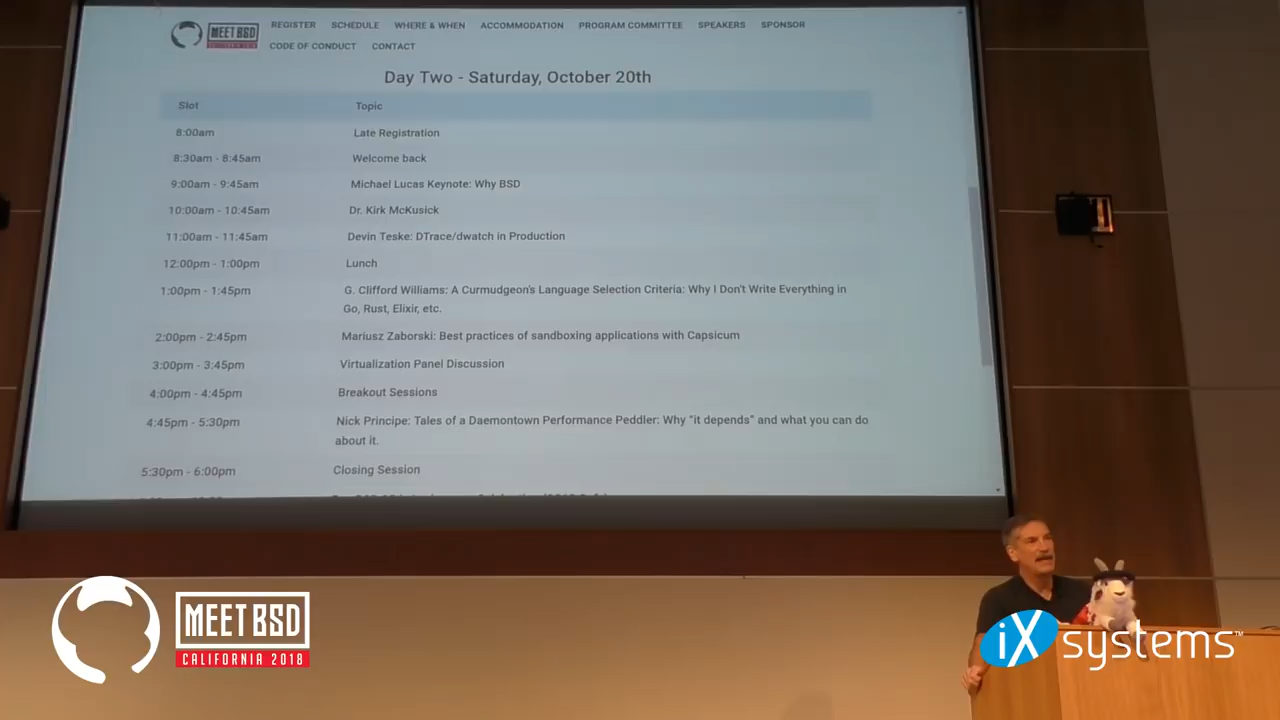 MEET BSD
CALIFORNIA 2018
REGISTER SCHEDULE WHERE & WHEN ACCOMMODATION PROGRAM COMMITTEE SPEAKERS SPONSOR
CODE OF CONDUCT CONTACT
Day Two - Saturday, October 20th
Slot Topic
8:00am Late Registration
8:30am - 8:45am Welcome back
9:00am - 9:45am Michael Lucas Keynote: Why BSD
10:00am - 10:45am Dr. Kirk McKusick
11:00am - 11:45am Devin Teske: DTrace/dwatch in Production
12:00pm - 1:00pm Lunch
1:00pm - 1:45pm G. Clifford Williams: A Curmudgeon's Language Selection Criteria: Why I Don't Write Everything in
Go, Rust, Elixir, etc.
2:00pm - 2:45pm Mariusz Zaborski: Best practices of sandboxing applications with Capsicum
3:00pm - 3:45pm Virtualization Panel Discussion
4:00pm - 4:45pm Breakout Sessions
4:45pm - 5:30pm Nick Principe: Tales of a Daemontown Performance Peddler: Why "it depends" and what you can do
about it.
5:30pm - 6:00pm Closing Session
MEET BSD
CALIFORNIA 2018
iX systems™